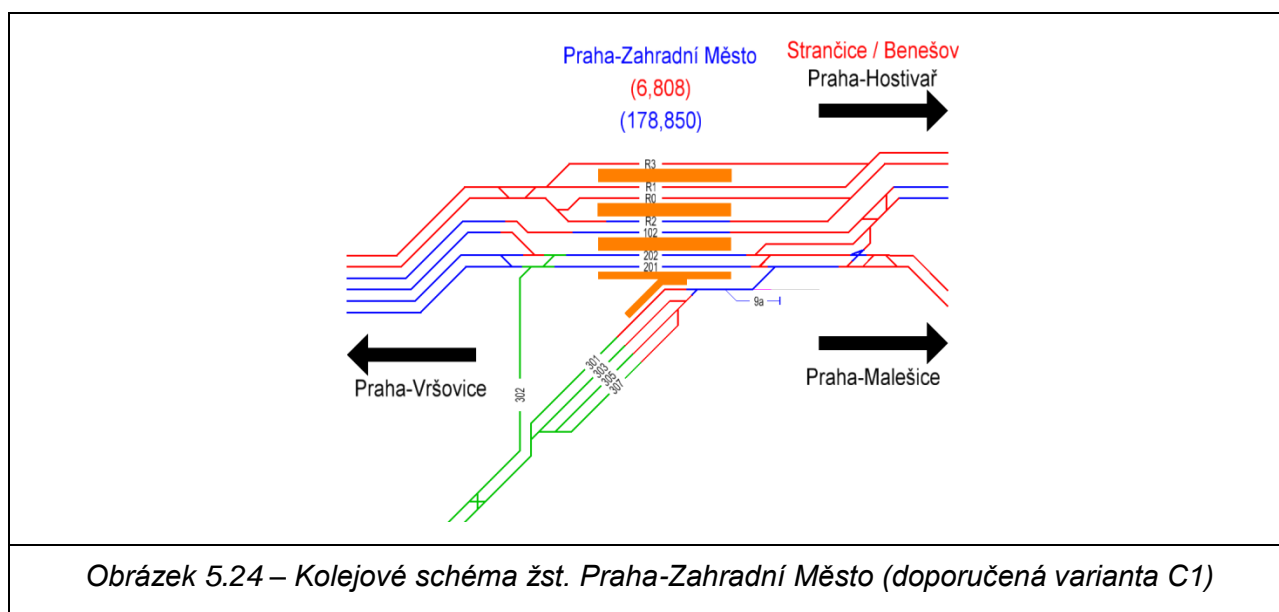 Praha-Zahradní Město
(6,808)
(178,850)
Strančice / Benešov
Praha-Hostivař
R3
R1
R0
R2
102
202
201
9a
301
303
305
307
302
Praha-Vršovice
Praha-Malešice
Obrázek 5.24 – Kolejové schéma žst. Praha-Zahradní Město (doporučená varianta C1)